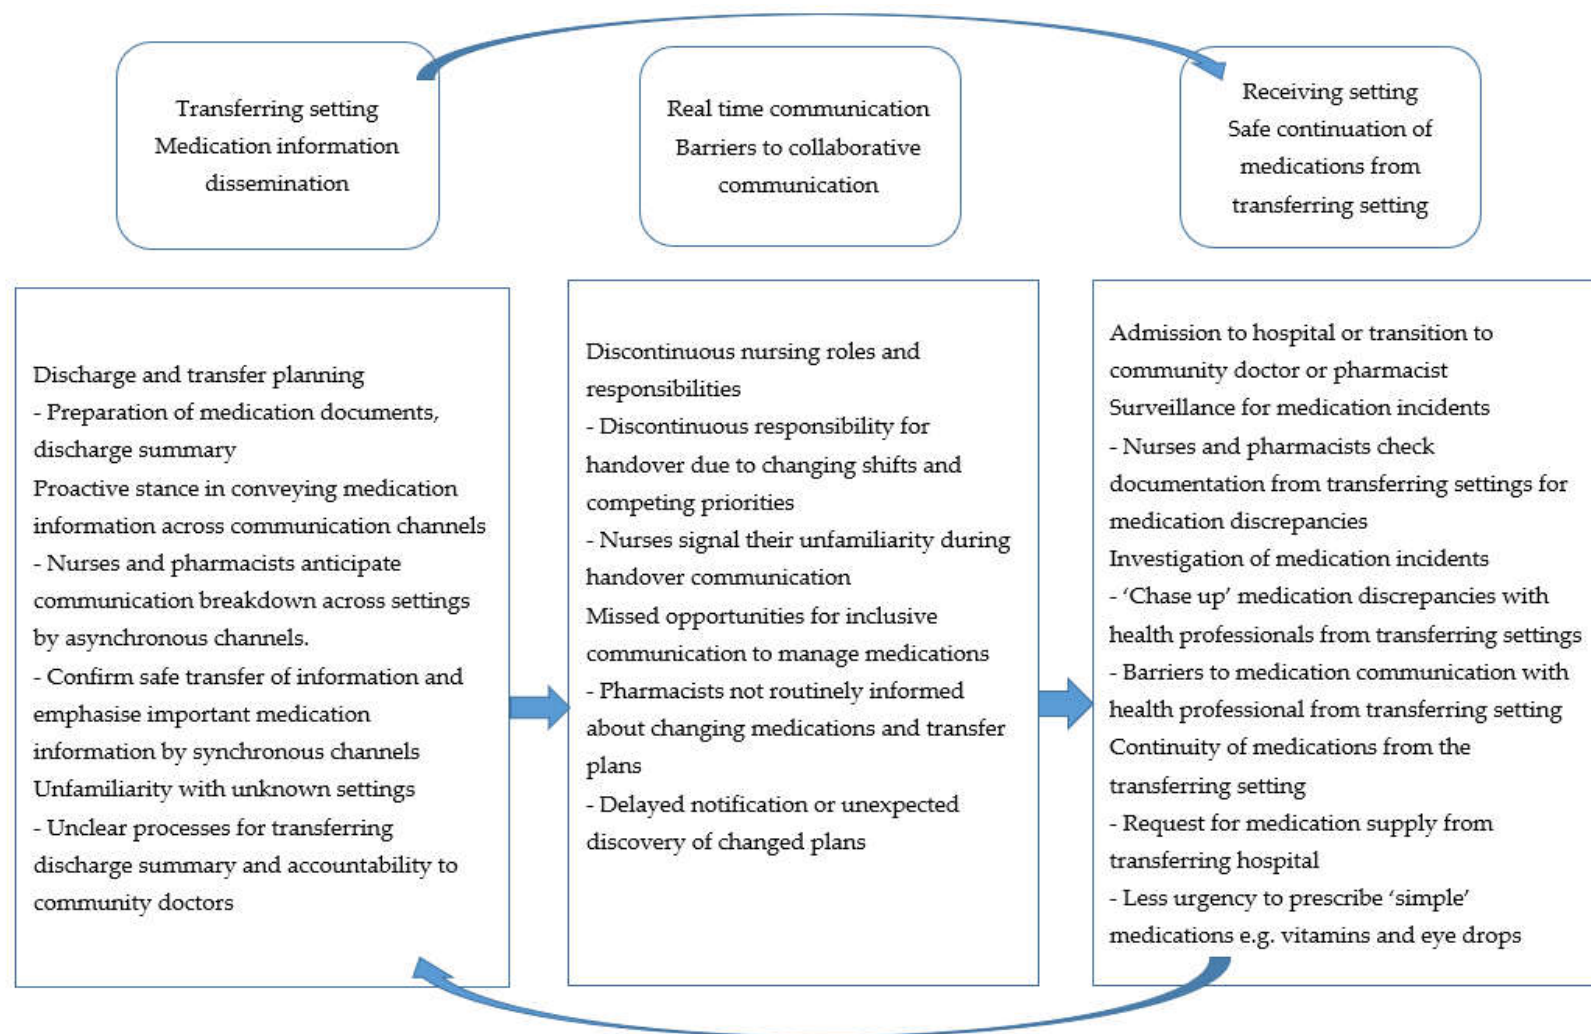 Transferring setting
Medication information
dissemination
Real time communication
Barriers to collaborative
communication
Receiving setting
Safe continuation of
medications from
transferring setting
Discharge and transfer planning
- Preparation of medication documents,
discharge summary
Proactive stance in conveying medication
information across communication channels
- Nurses and pharmacists anticipate
communication breakdown across settings
by asynchronous channels.
- Confirm safe transfer of information and
emphasise important medication
information by synchronous channels
Unfamiliarity with unknown settings
- Unclear processes for transferring
discharge summary and accountability to
community doctors
Discontinuous nursing roles and
responsibilities
- Discontinuous responsibility for
handover due to changing shifts and
competing priorities
- Nurses signal their unfamiliarity during
handover communication
Missed opportunities for inclusive
communication to manage medications
- Pharmacists not routinely informed
about changing medications and transfer
plans
- Delayed notification or unexpected
discovery of changed plans
Admission to hospital or transition to
community doctor or pharmacist
Surveillance for medication incidents
- Nurses and pharmacists check
documentation from transferring settings for
medication discrepancies
Investigation of medication incidents
- ‘Chase up’ medication discrepancies with
health professionals from transferring settings
- Barriers to medication communication with
health professional from transferring setting
Continuity of medications from the
transferring setting
- Request for medication supply from
transferring hospital
- Less urgency to prescribe ‘simple’
medications e.g. vitamins and eye drops